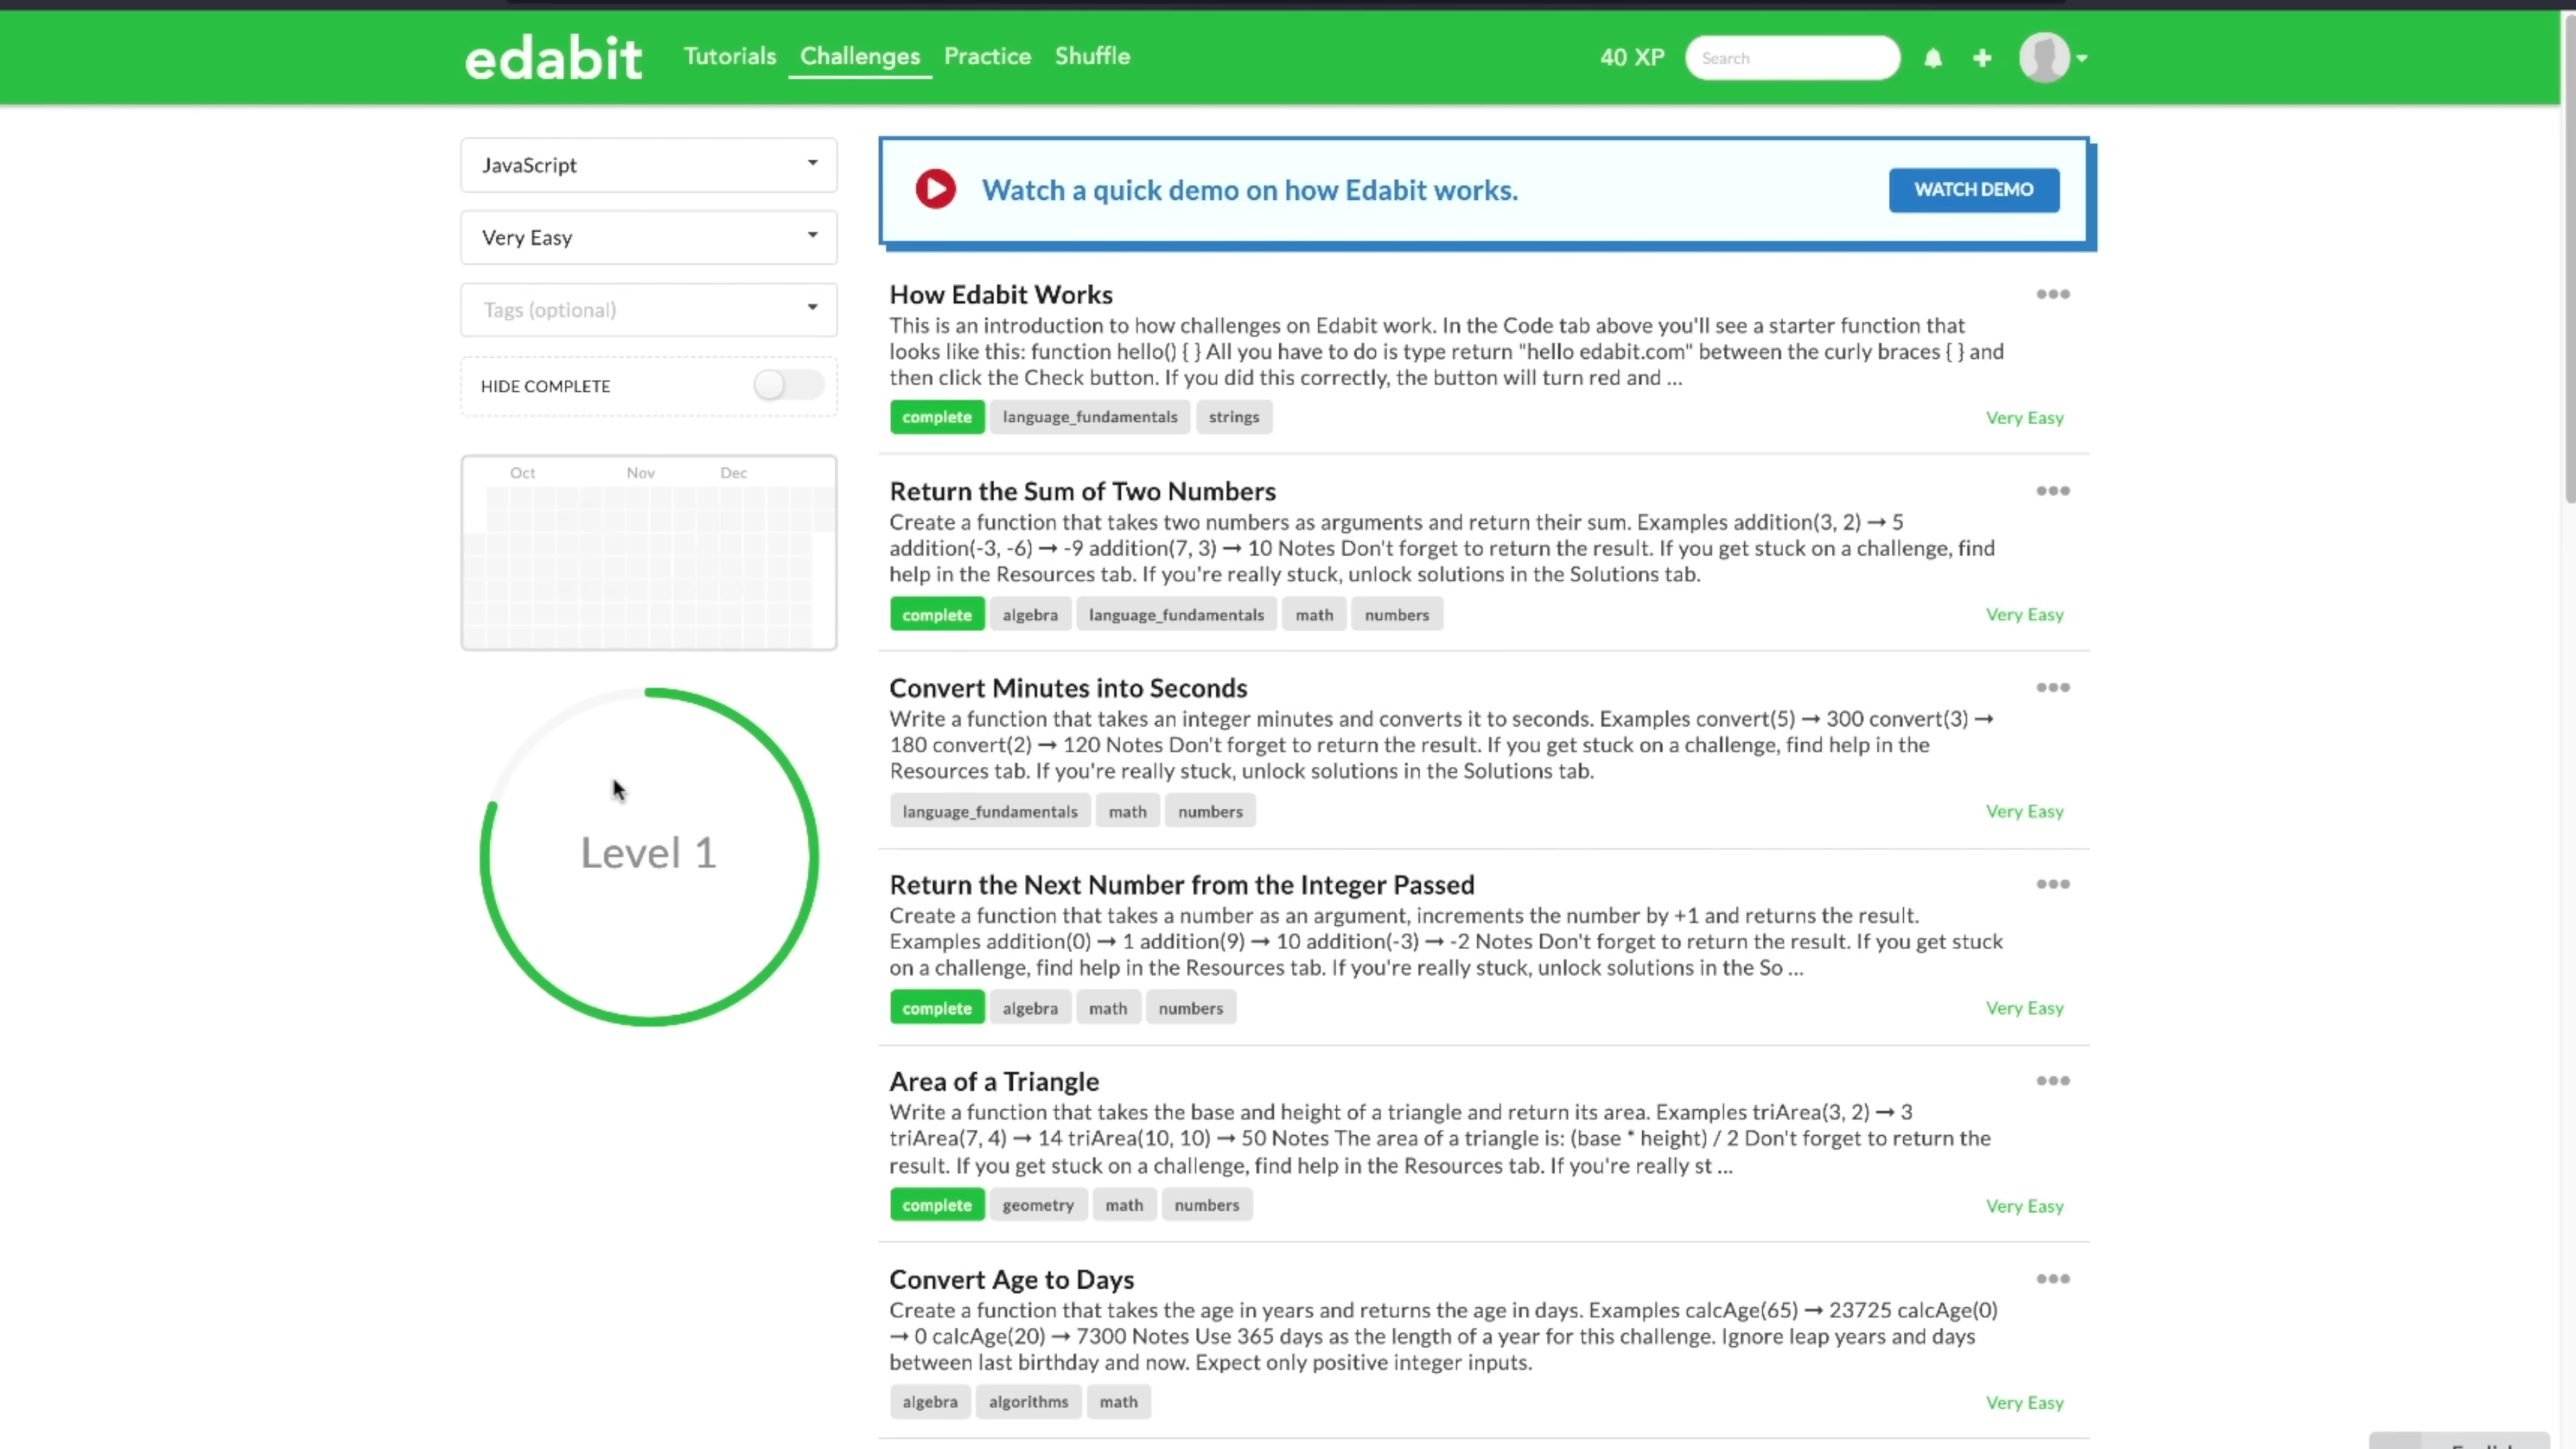 edabit
Tutorials
Challenges
Practice
Shuffle
40 XP
Search
JavaScript
Very Easy
Tags (optional)
HIDE COMPLETE
Oct
Nov
Dec
Level 1
Watch a quick demo on how Edabit works.
WATCH DEMO
How Edabit Works
This is an introduction to how challenges on Edabit work. In the Code tab above you'll see a starter function that
looks like this: function hello() { } All you have to do is type return "hello edabit.com" between the curly braces { } and
then click the Check button. If you did this correctly, the button will turn red and ...
complete
language_fundamentals
strings
Very Easy
Return the Sum of Two Numbers
Create a function that takes two numbers as arguments and return their sum. Examples addition(3, 2) → 5
addition(-3, -6) → -9 addition(7, 3) → 10 Notes Don't forget to return the result. If you get stuck on a challenge, find
help in the Resources tab. If you're really stuck, unlock solutions in the Solutions tab.
complete
algebra
language_fundamentals
math
numbers
Very Easy
Convert Minutes into Seconds
Write a function that takes an integer minutes and converts it to seconds. Examples convert(5) → 300 convert(3) →
180 convert(2) → 120 Notes Don't forget to return the result. If you get stuck on a challenge, find help in the
Resources tab. If you're really stuck, unlock solutions in the Solutions tab.
language_fundamentals
math
numbers
Very Easy
Return the Next Number from the Integer Passed
Create a function that takes a number as an argument, increments the number by +1 and returns the result.
Examples addition(0) → 1 addition(9) → 10 addition(-3) → -2 Notes Don't forget to return the result. If you get stuck
on a challenge, find help in the Resources tab. If you're really stuck, unlock solutions in the So ...
complete
algebra
math
numbers
Very Easy
Area of a Triangle
Write a function that takes the base and height of a triangle and return its area. Examples triArea(3, 2) → 3
triArea(7, 4) → 14 triArea(10, 10) → 50 Notes The area of a triangle is: (base * height) / 2 Don't forget to return the
result. If you get stuck on a challenge, find help in the Resources tab. If you're really st ...
complete
geometry
math
numbers
Very Easy
Convert Age to Days
Create a function that takes the age in years and returns the age in days. Examples calcAge(65) → 23725 calcAge(0)
→ 0 calcAge(20) → 7300 Notes Use 365 days as the length of a year for this challenge. Ignore leap years and days
between last birthday and now. Expect only positive integer inputs.
algebra
algorithms
math
Very Easy